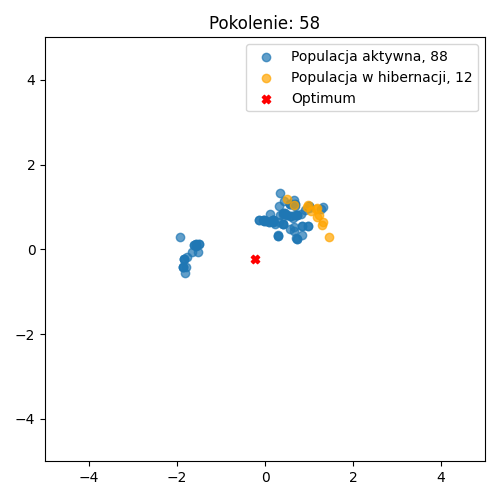 Pokolenie: 58
Populacja aktywna, 88
Populacja w hibernacji, 12
Optimum
4
2
0
−2
−4
−4
−2
0
2
4